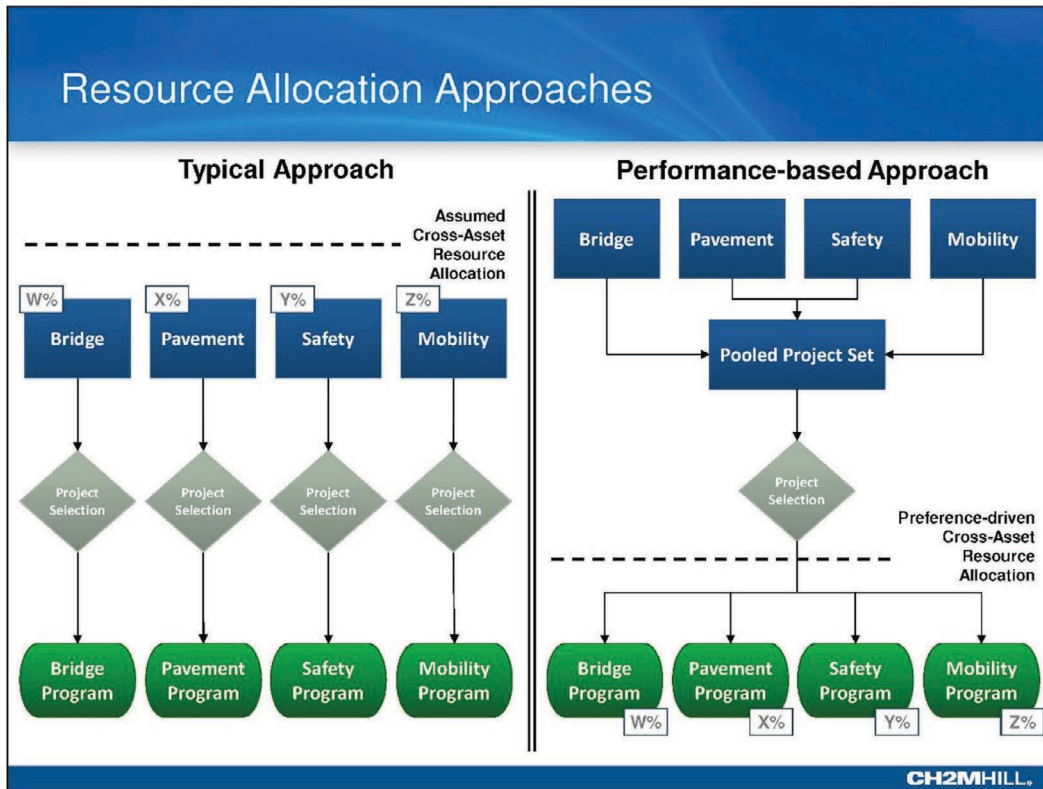 Resource Allocation Approaches
Typical Approach
Assumed
Cross-Asset
Resource
Allocation
W%
X%
Y%
Z%
Bridge
Pavement
Safety
Mobility
Project
Selection
Project
Selection
Project
Selection
Project
Selection
Bridge
Program
Pavement
Program
Safety
Program
Mobility
Program
Performance-based Approach
Bridge
Pavement
Safety
Mobility
Pooled Project Set
Project
Selection
Preference-driven
Cross-Asset
Resource
Allocation
Bridge
Program
Pavement
Program
Safety
Program
Mobility
Program
W%
X%
Y%
Z%
CH2MHILL®